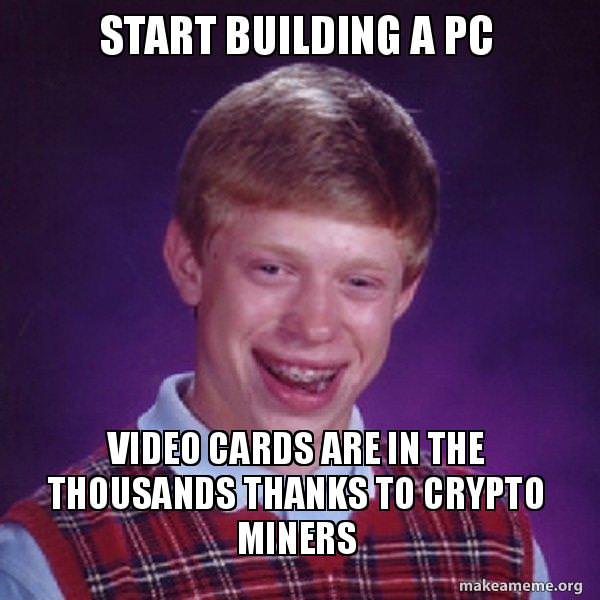 START BUILDING A PC
VIDEO CARDS ARE IN THE
THOUSANDS THANKS TO CRYPTO
MINERS
makeameme.org